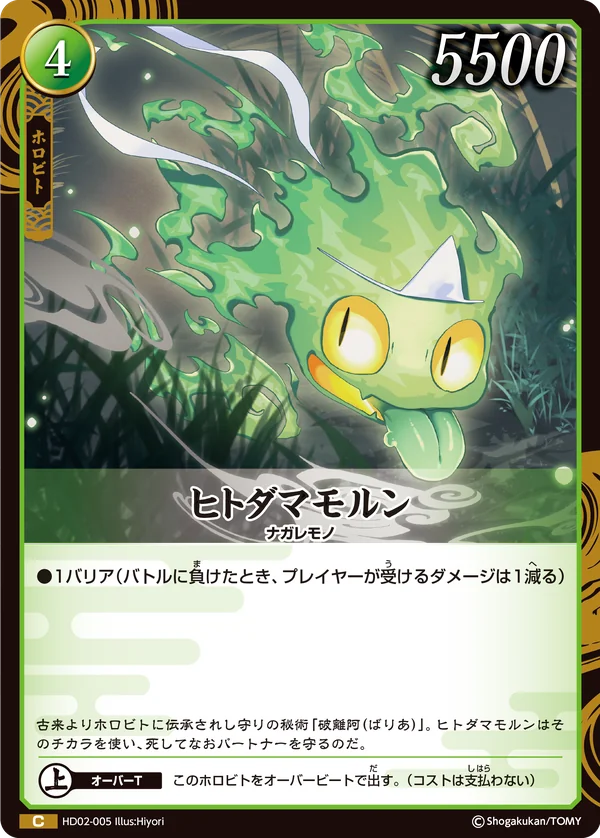 4
5500
ホロビト
ヒトダマモルン
ナガレモノ
●1バリア(バトルに負けたとき、プレイヤーが受けるダメージは1減る)
古来よりホロビトに伝承されし守りの秘術「破離阿(ばりあ)」。ヒトダマモルンはそ
のチカラを使い、死してなおパートナーを守るのだ。
上 オーバーT このホロビトをオーバービートで出す。(コストは支払わない)
C HD02-005 Illus:Hiyori ©Shogakukan/TOMY